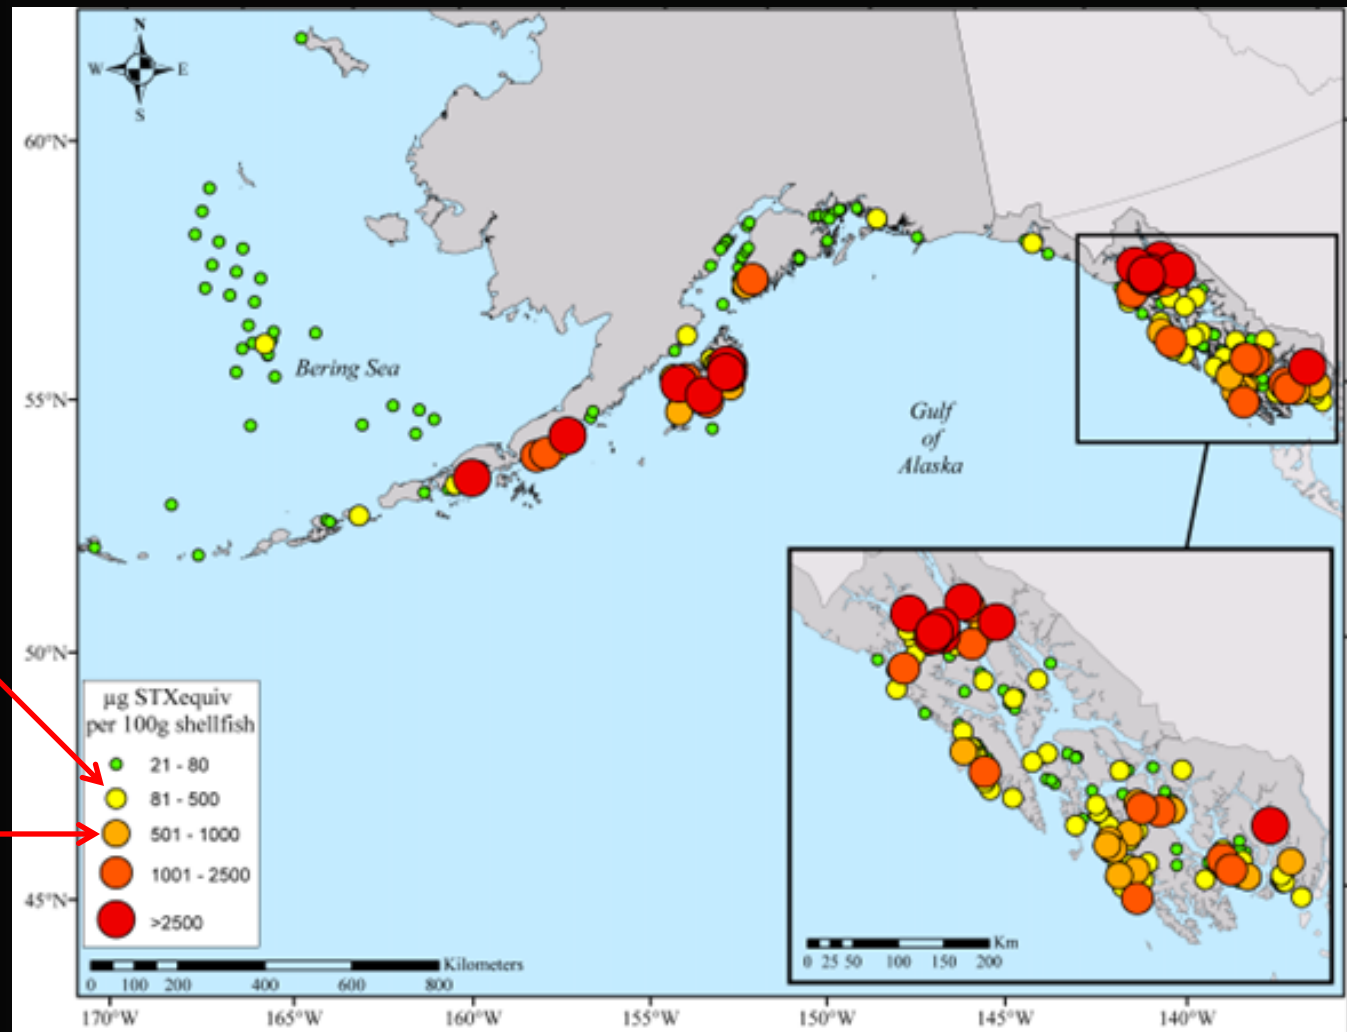 N
W E
S
60°N
55°N
50°N
45°N
Bering Sea
Gulf
of
Alaska
µg STXequiv
per 100g shellfish
21 - 80
81 - 500
501 - 1000
1001 - 2500
>2500
Kilometers
0 100 200 400 600 800
Km
0 25 50 100 150 200
170°W 165°W 160°W 155°W 150°W 145°W 140°W